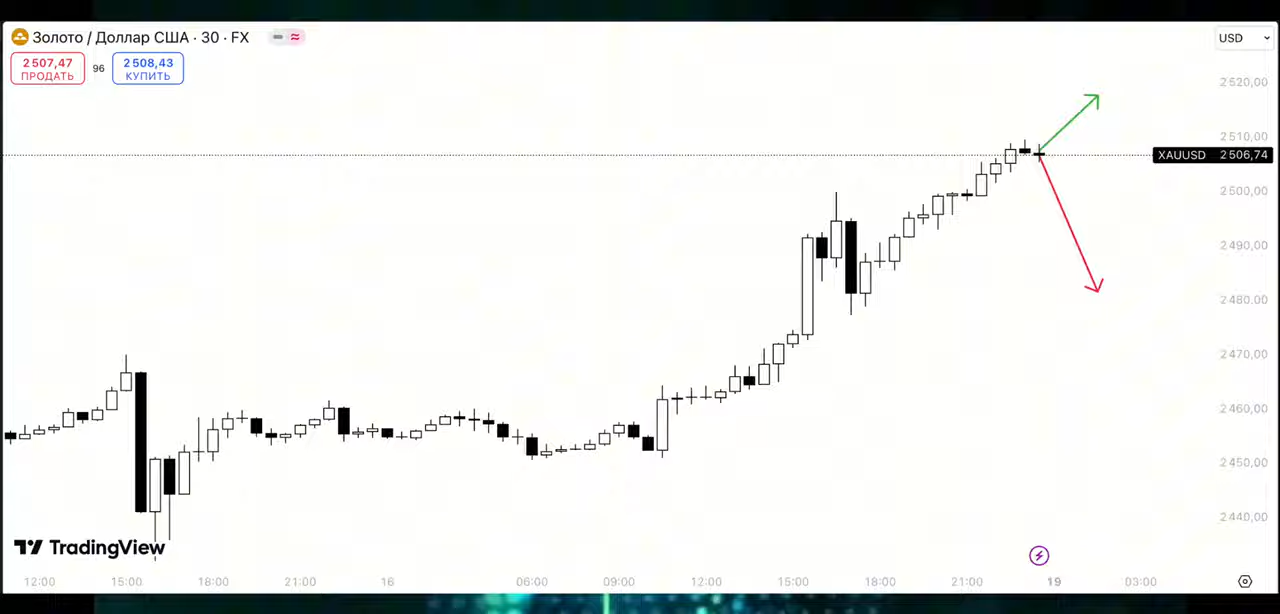 Золото / Доллар США · 30 · FX
USD
2 507,47
ПРОДАТЬ
96
2 508,43
КУПИТЬ
2 520,00
2 510,00
XAUUSD 2 506,74
2 500,00
2 490,00
2 480,00
2 470,00
2 460,00
2 450,00
2 440,00
TradingView
12:00 15:00 18:00 21:00 16 06:00 09:00 12:00 15:00 18:00 21:00 19 03:00